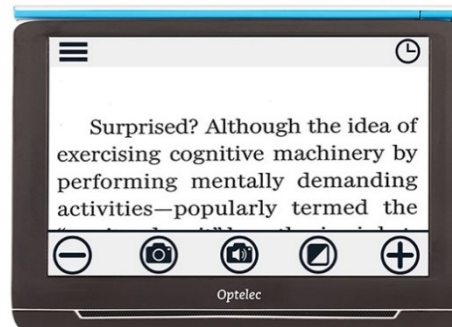 Surprised? Although the idea of
exercising cognitive machinery by
performing mentally demanding
activities—popularly termed the
Optelec